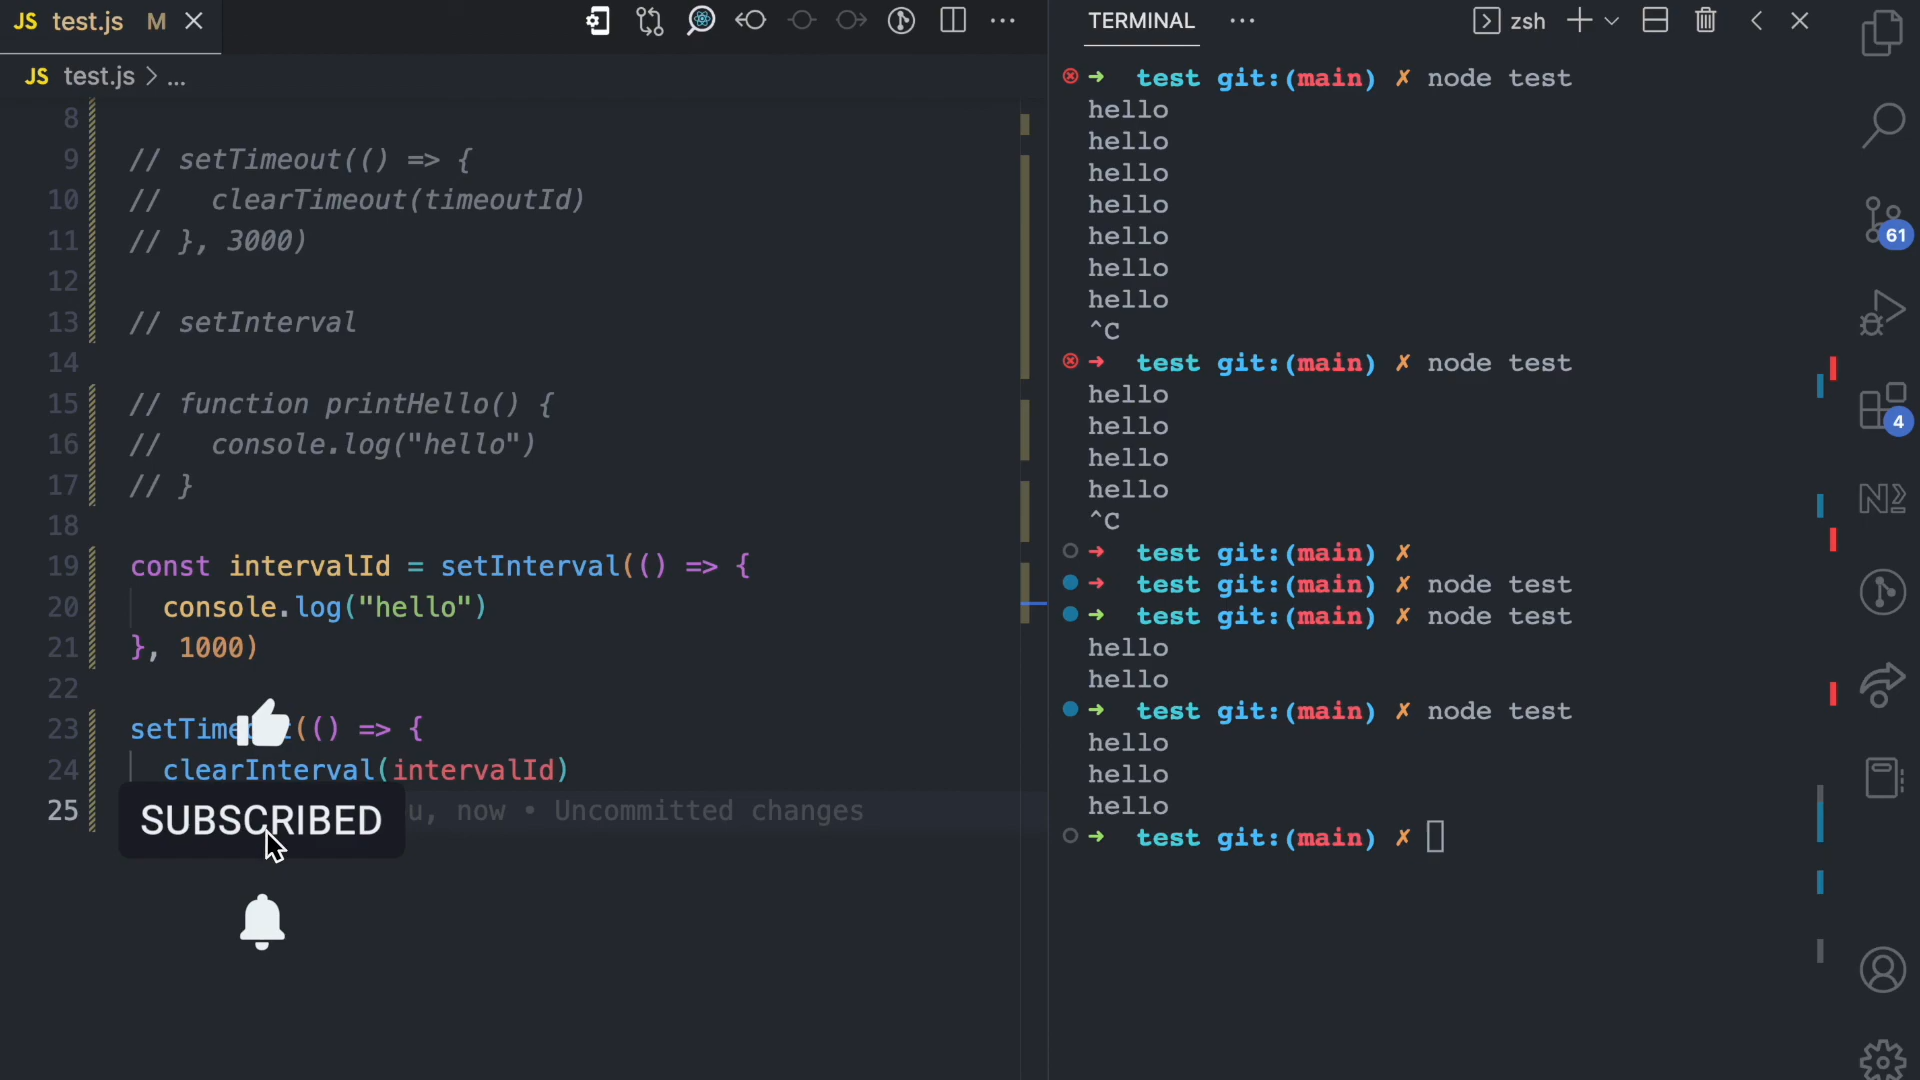 JS test.js M
JS test.js > ...
8
9 // setTimeout(() => {
10 //   clearTimeout(timeoutId)
11 // }, 3000)
12
13 // setInterval
14
15 // function printHello() {
16 //   console.log("hello")
17 // }
18
19 const intervalId = setInterval(() => {
20   console.log("hello")
21 }, 1000)
22
23 setTime (() => {
24   clearInterval(intervalId)
25 u, now • Uncommitted changes
SUBSCRIBED
TERMINAL ... zsh
➜ test git:(main) ✗ node test
hello
hello
hello
hello
hello
hello
hello
^C
➜ test git:(main) ✗ node test
hello
hello
hello
hello
^C
➜ test git:(main) ✗
➜ test git:(main) ✗ node test
➜ test git:(main) ✗ node test
hello
hello
➜ test git:(main) ✗ node test
hello
hello
hello
➜ test git:(main) ✗
61
4